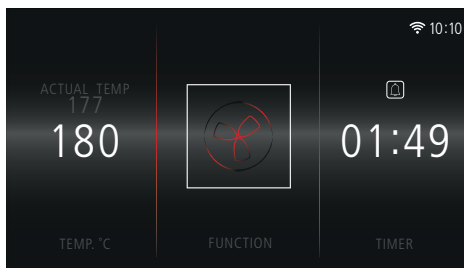 10:10
ACTUAL TEMP
177
180
01:49
TEMP. °C
FUNCTION
TIMER